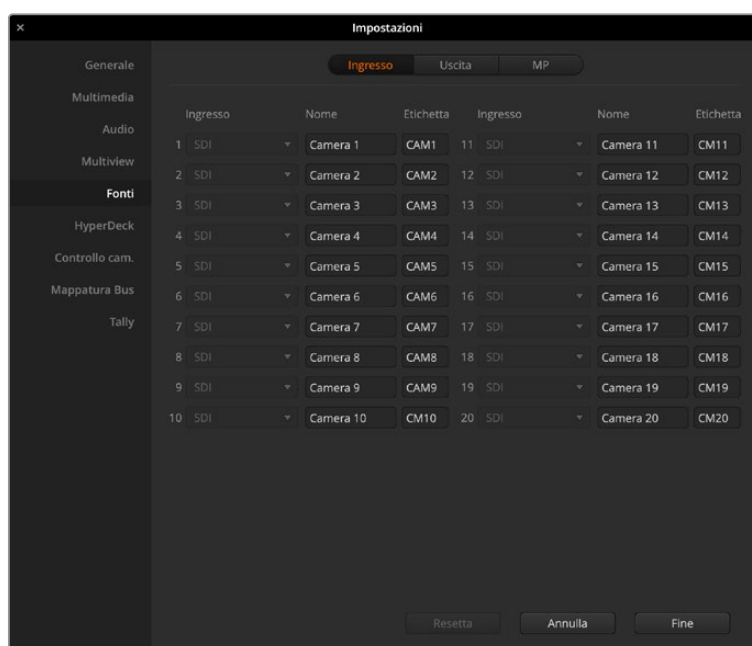 × Impostazioni
Generale
Multimedia
Audio
Multiview
Fonti
HyperDeck
Controllo cam.
Mappatura Bus
Tally
Ingresso Uscita MP
Ingresso Nome Etichetta Ingresso Nome Etichetta
1 SDI Camera 1 CAM1 11 SDI Camera 11 CM11
2 SDI Camera 2 CAM2 12 SDI Camera 12 CM12
3 SDI Camera 3 CAM3 13 SDI Camera 13 CM13
4 SDI Camera 4 CAM4 14 SDI Camera 14 CM14
5 SDI Camera 5 CAM5 15 SDI Camera 15 CM15
6 SDI Camera 6 CAM6 16 SDI Camera 16 CM16
7 SDI Camera 7 CAM7 17 SDI Camera 17 CM17
8 SDI Camera 8 CAM8 18 SDI Camera 18 CM18
9 SDI Camera 9 CAM9 19 SDI Camera 19 CM19
10 SDI Camera 10 CM10 20 SDI Camera 20 CM20
Resetta Annulla Fine